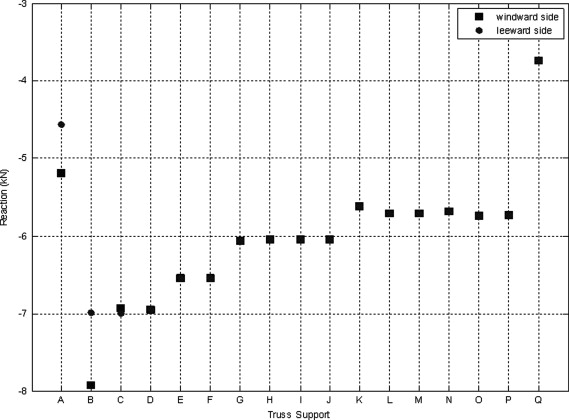 -3
-4
-5
-6
-7
-8
Reaction (kN)
windward side
leeward side
A B C D E F G H I J K L M N O P Q
Truss Support